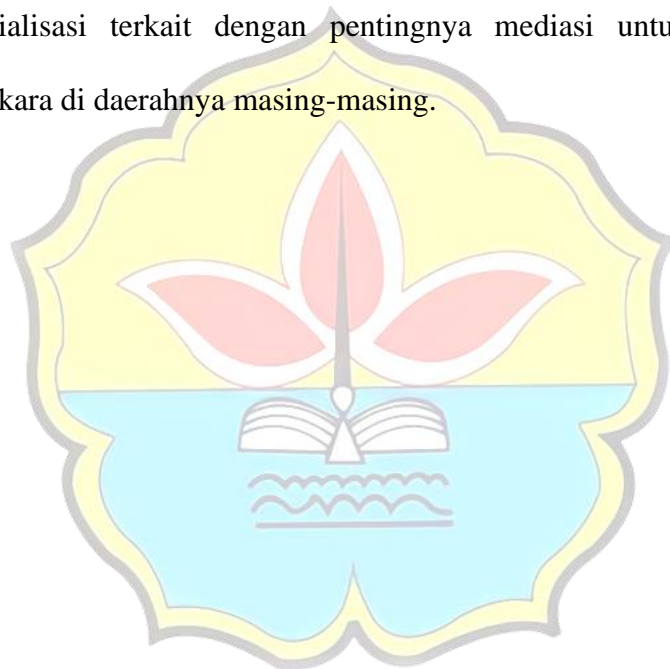 ialisasi terkait dengan pentingnya mediasi untu
kara di daerahnya masing-masing.